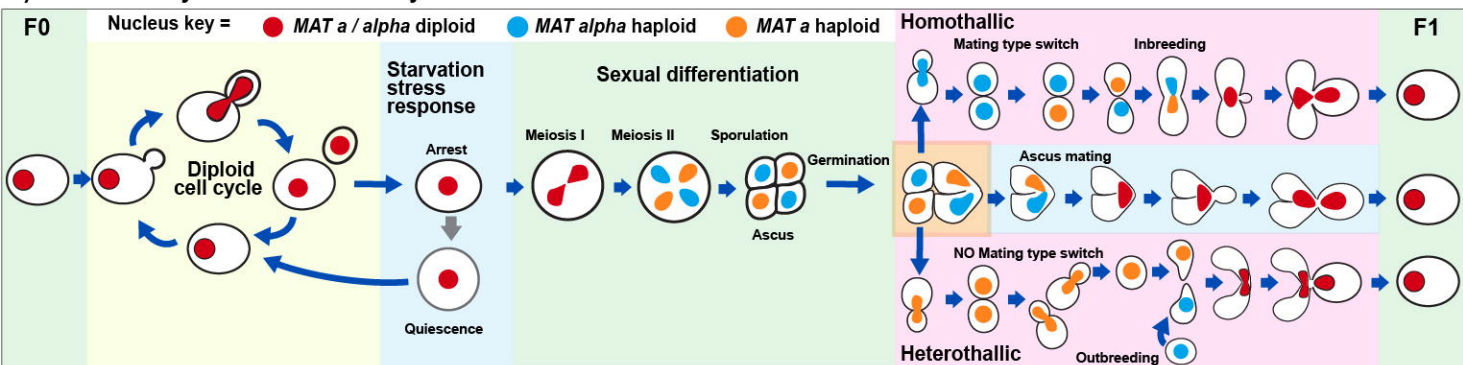 F0
Nucleus key = MAT a / alpha diploid MAT alpha haploid MAT a haploid
Homothallic
F1
Mating type switch
Inbreeding
Starvation
stress
response
Sexual differentiation
Meiosis I
Meiosis II
Sporulation
Arrest
Germination
Diploid
cell cycle
Ascus mating
Ascus
NO Mating type switch
Quiescence
Outbreeding
Heterothallic